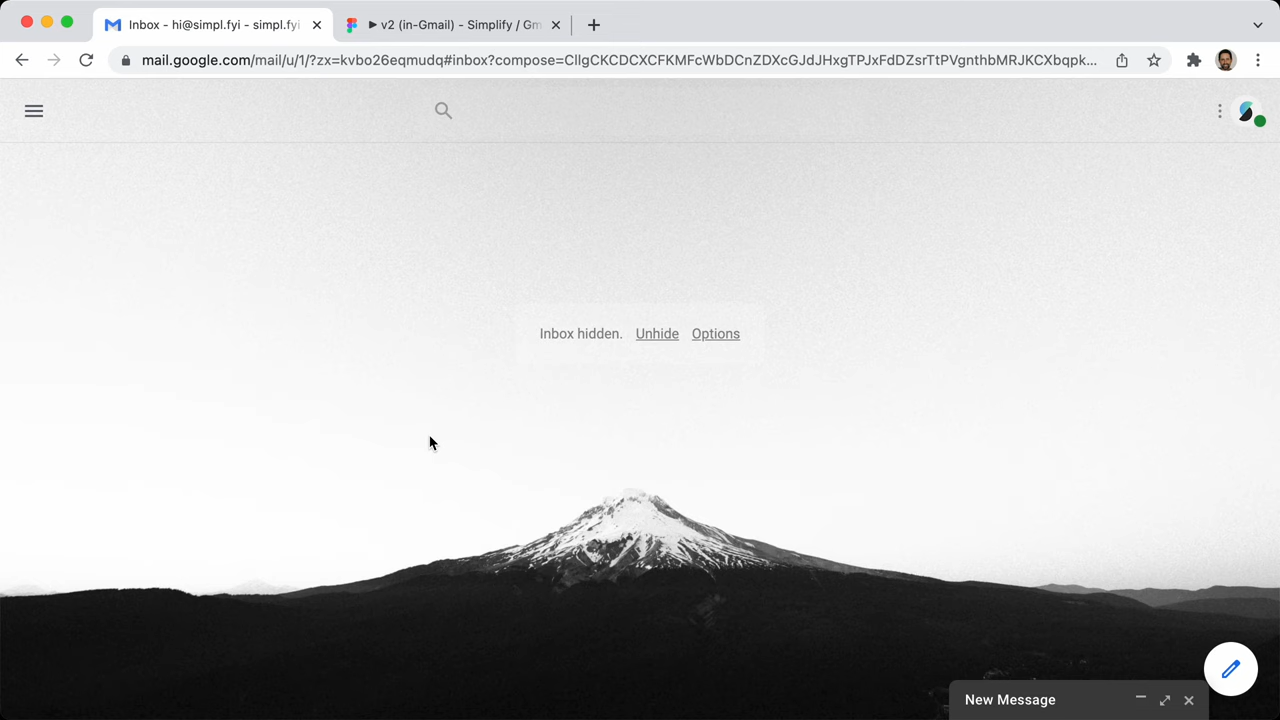 Inbox - hi@simpl.fyi - simpl.fyi
v2 (in-Gmail) - Simplify / Gm
mail.google.com/mail/u/1/?zx=kvbo26eqmudq#inbox?compose=CllgCKCDCXCFKMFcWbDCnZDXcGJdJHxgTPJxFdDZsrTtPVgnthbMRJKCXbqpk...
Inbox hidden. Unhide Options
New Message